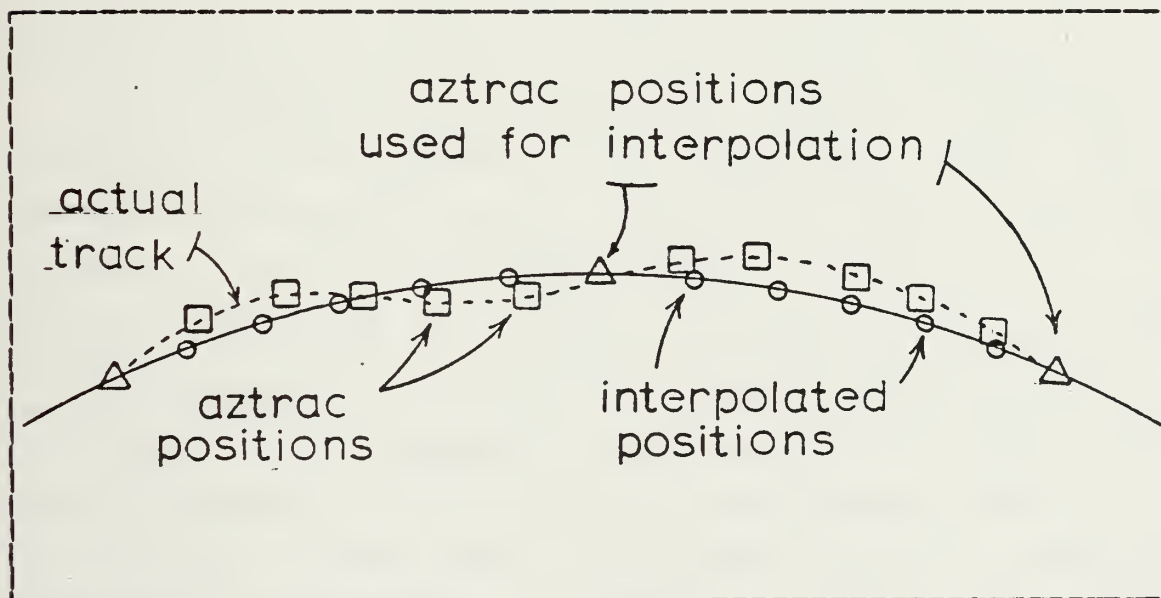 aztrac positions
used for interpolation
actual
track
aztrac
positions
interpolated
positions